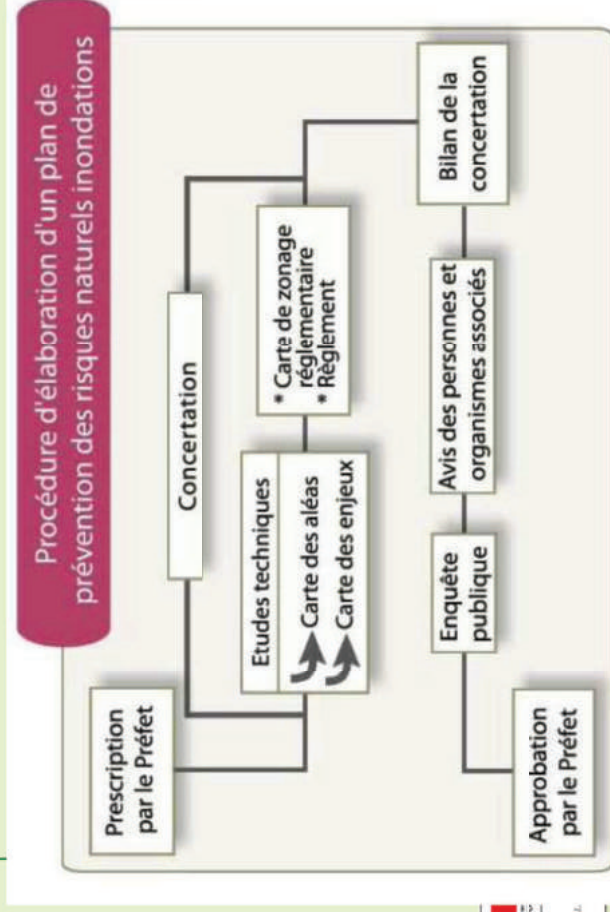 Procédure d'élaboration d'un plan de
prévention des risques naturels inondations
Prescription
par le Préfet
Concertation
Etudes techniques
Carte des aléas
Carte des enjeux
* Carte de zonage
réglementaire
* Règlement
Bilan de la
concertation
Avis des personnes et
organismes associés
Enquête
publique
Approbation
par le Préfet